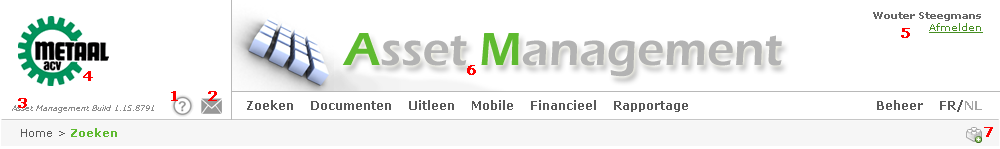 METAAL
acv
4
3
Asset Management Build 1.15.8791
1
?
2
Asset Management
6
Wouter Steegmans
5
Afmelden
Zoeken Documenten Uitleen Mobile Financieel Rapportage Beheer FR/NL
Home > Zoeken
7